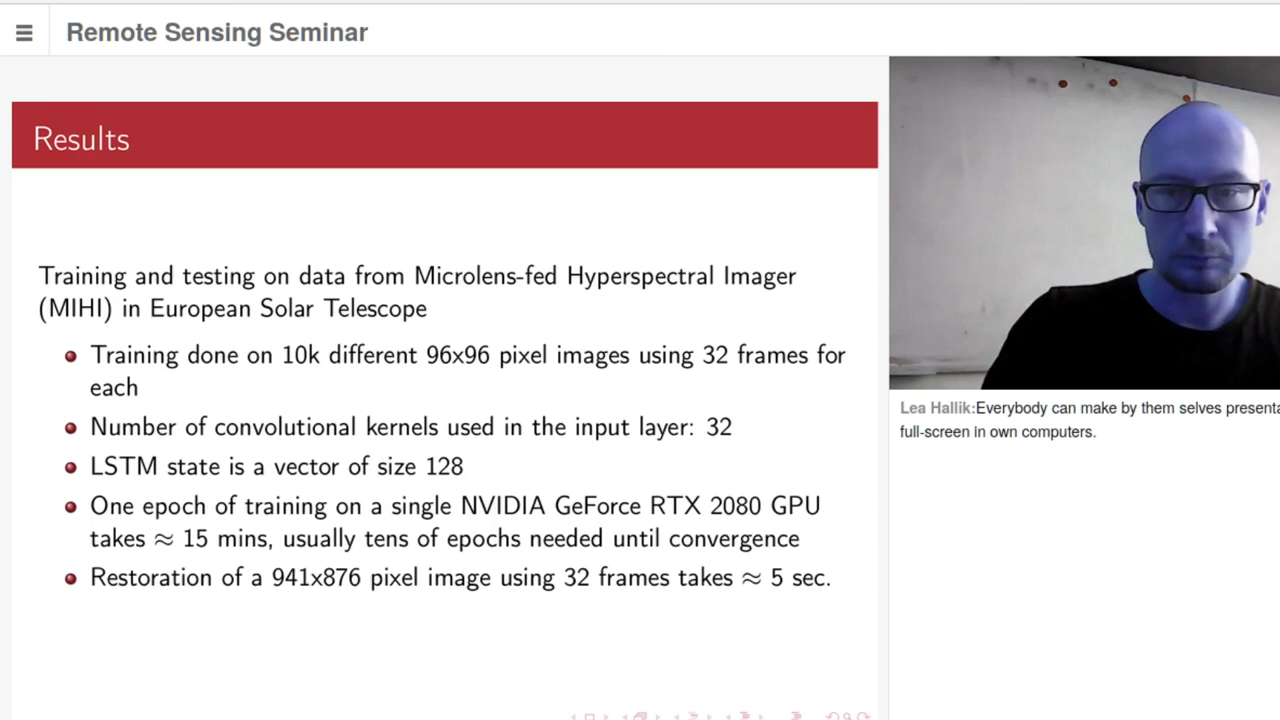 Remote Sensing Seminar
Results
Training and testing on data from Microlens-fed Hyperspectral Imager
(MIHI) in European Solar Telescope
Training done on 10k different 96x96 pixel images using 32 frames for
each
Number of convolutional kernels used in the input layer: 32
LSTM state is a vector of size 128
One epoch of training on a single NVIDIA GeForce RTX 2080 GPU
takes ≈ 15 mins, usually tens of epochs needed until convergence
Restoration of a 941x876 pixel image using 32 frames takes ≈ 5 sec.
Lea Hallik:Everybody can make by them selves
full-screen in own computers.